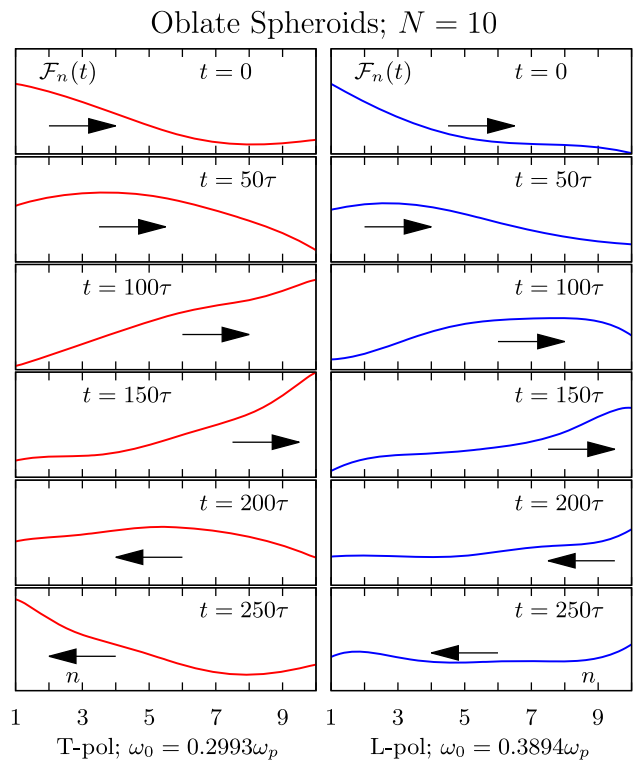 Oblate Spheroids; N = 10
𝓕ₙ(t) t = 0
𝓕ₙ(t) t = 0
t = 50τ
t = 50τ
t = 100τ
t = 100τ
t = 150τ
t = 150τ
t = 200τ
t = 200τ
t = 250τ
t = 250τ
n
n
1 3 5 7 9
1 3 5 7 9
T-pol; ω₀ = 0.2993ωₚ
L-pol; ω₀ = 0.3894ωₚ